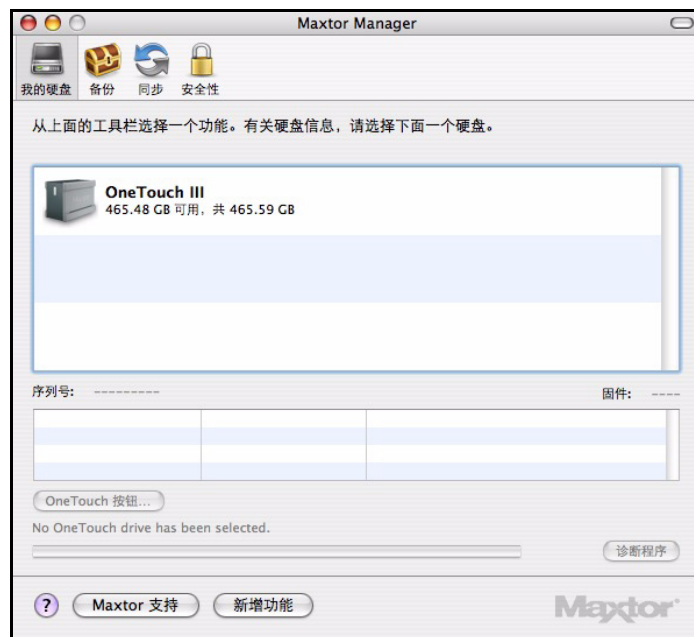 Maxtor Manager
我的硬盘 备份 同步 安全性
从上面的工具栏选择一个功能。有关硬盘信息，请选择下面一个硬盘。
OneTouch III
465.48 GB 可用，共 465.59 GB
序列号: --------- 固件: ----
OneTouch 按钮...
No OneTouch drive has been selected.
诊断程序
? Maxtor 支持 新增功能 Maxtor